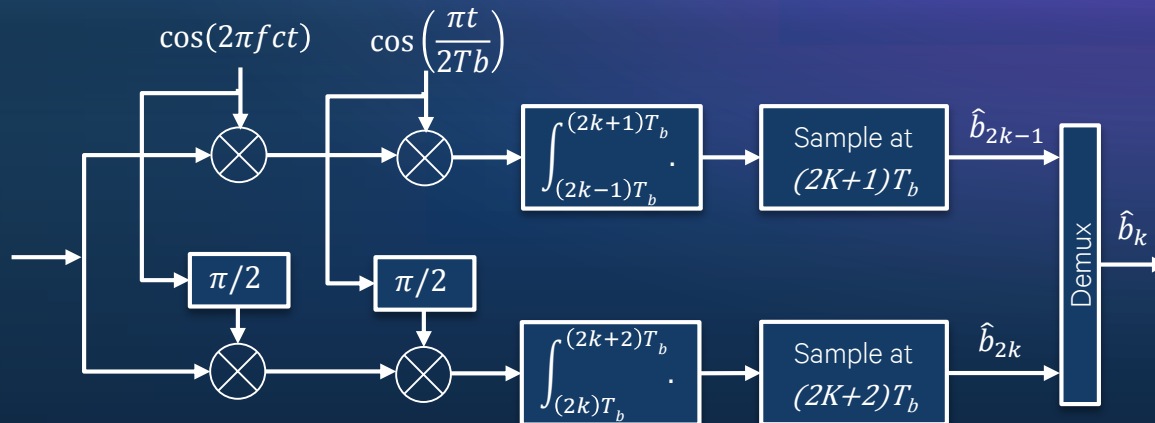 cos(2πfct)
cos(πt/2Tb)
∫_{(2k−1)T_b}^{(2k+1)T_b} .
Sample at
(2K+1)T_b
b̂_{2k−1}
π/2
π/2
Demux
b̂_k
∫_{(2k)T_b}^{(2k+2)T_b} .
Sample at
(2K+2)T_b
b̂_{2k}